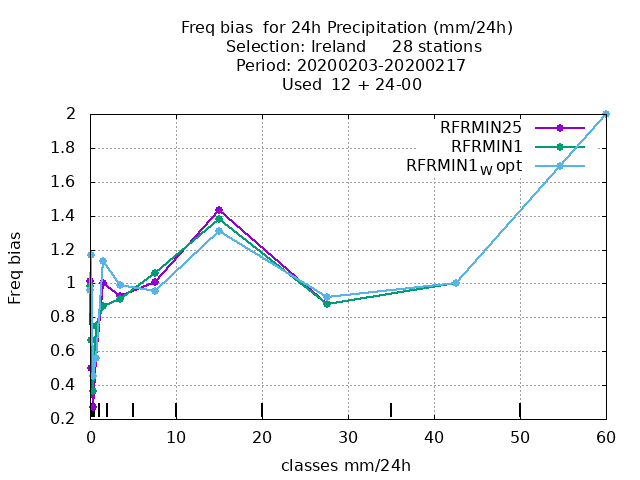 Freq bias  for 24h Precipitation (mm/24h)
Selection: Ireland     28 stations
Period: 20200203-20200217
Used  12 + 24-00
RFRMIN25
RFRMIN1
RFRMIN1W opt
2
1.8
1.6
1.4
1.2
1
0.8
0.6
0.4
0.2
Freq bias
0 10 20 30 40 50 60
classes mm/24h